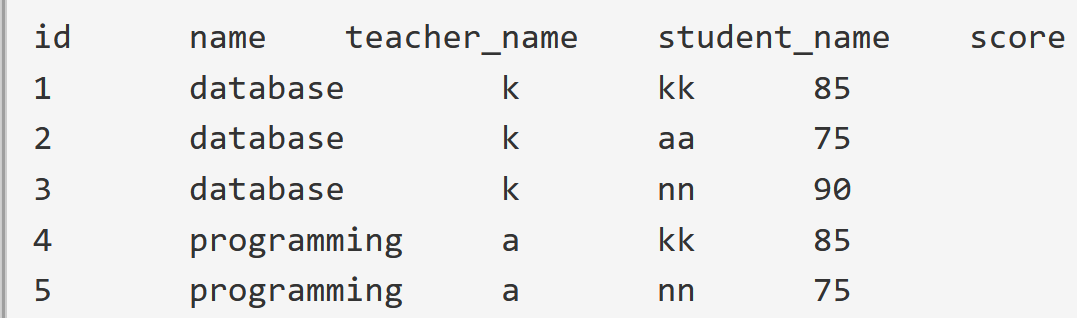 id name teacher_name student_name score
1 database k kk 85
2 database k aa 75
3 database k nn 90
4 programming a kk 85
5 programming a nn 75